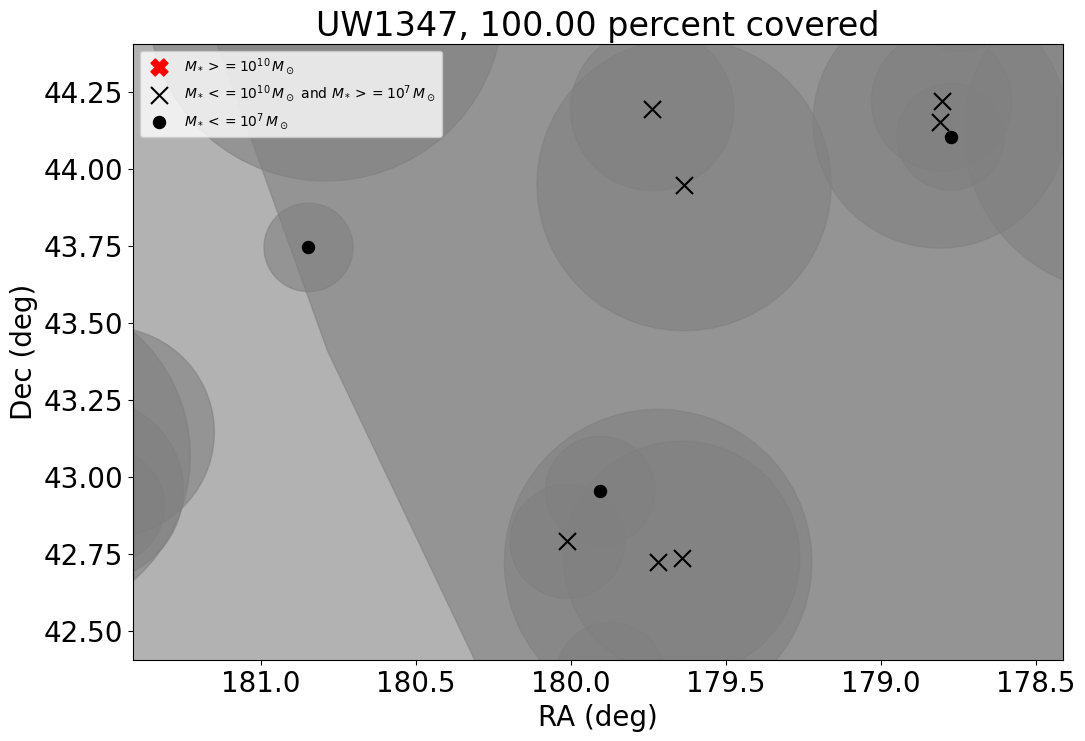 UW1347, 100.00 percent covered
M* >= 10^10 M⊙
M* <= 10^10 M⊙ and M* >= 10^7 M⊙
M* <= 10^7 M⊙
44.25
44.00
43.75
43.50
43.25
43.00
42.75
42.50
Dec (deg)
181.0 180.5 180.0 179.5 179.0 178.5
RA (deg)